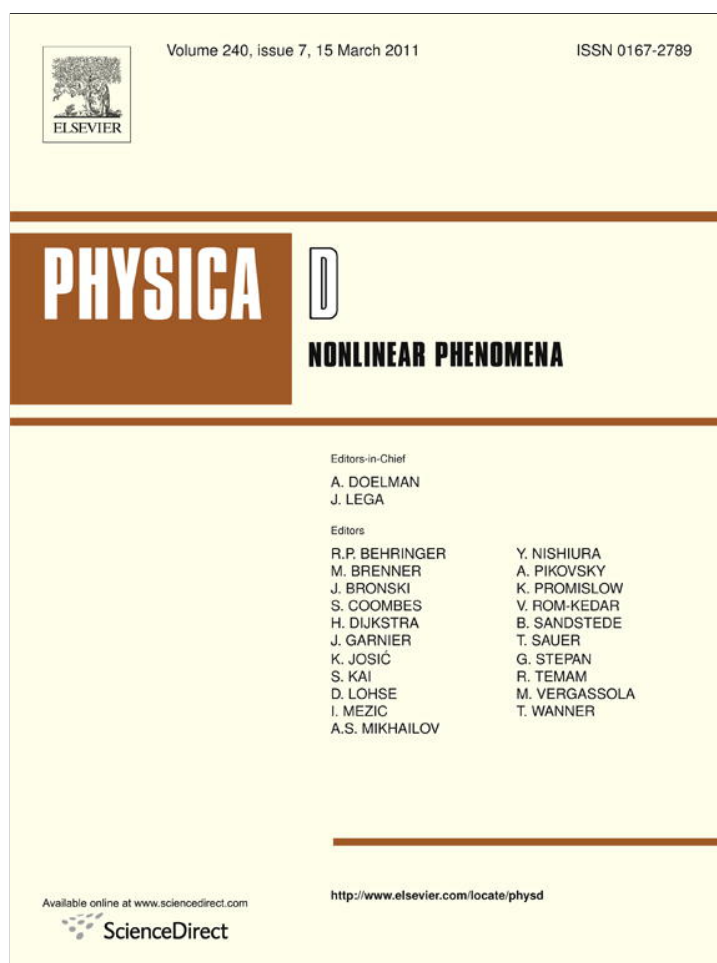 Volume 240, issue 7, 15 March 2011 ISSN 0167-2789
ELSEVIER
PHYSICA D
NONLINEAR PHENOMENA
Editors-in-Chief
A. DOELMAN
J. LEGA
Editors
R.P. BEHRINGER
M. BRENNER
J. BRONSKI
S. COOMBES
H. DIJKSTRA
J. GARNIER
K. JOSIĆ
S. KAI
D. LOHSE
I. MEZIC
A.S. MIKHAILOV
Y. NISHIURA
A. PIKOVSKY
K. PROMISLOW
V. ROM-KEDAR
B. SANDSTEDE
T. SAUER
G. STEPAN
R. TEMAM
M. VERGASSOLA
T. WANNER
Available online at www.sciencedirect.com
ScienceDirect
http://www.elsevier.com/locate/physd